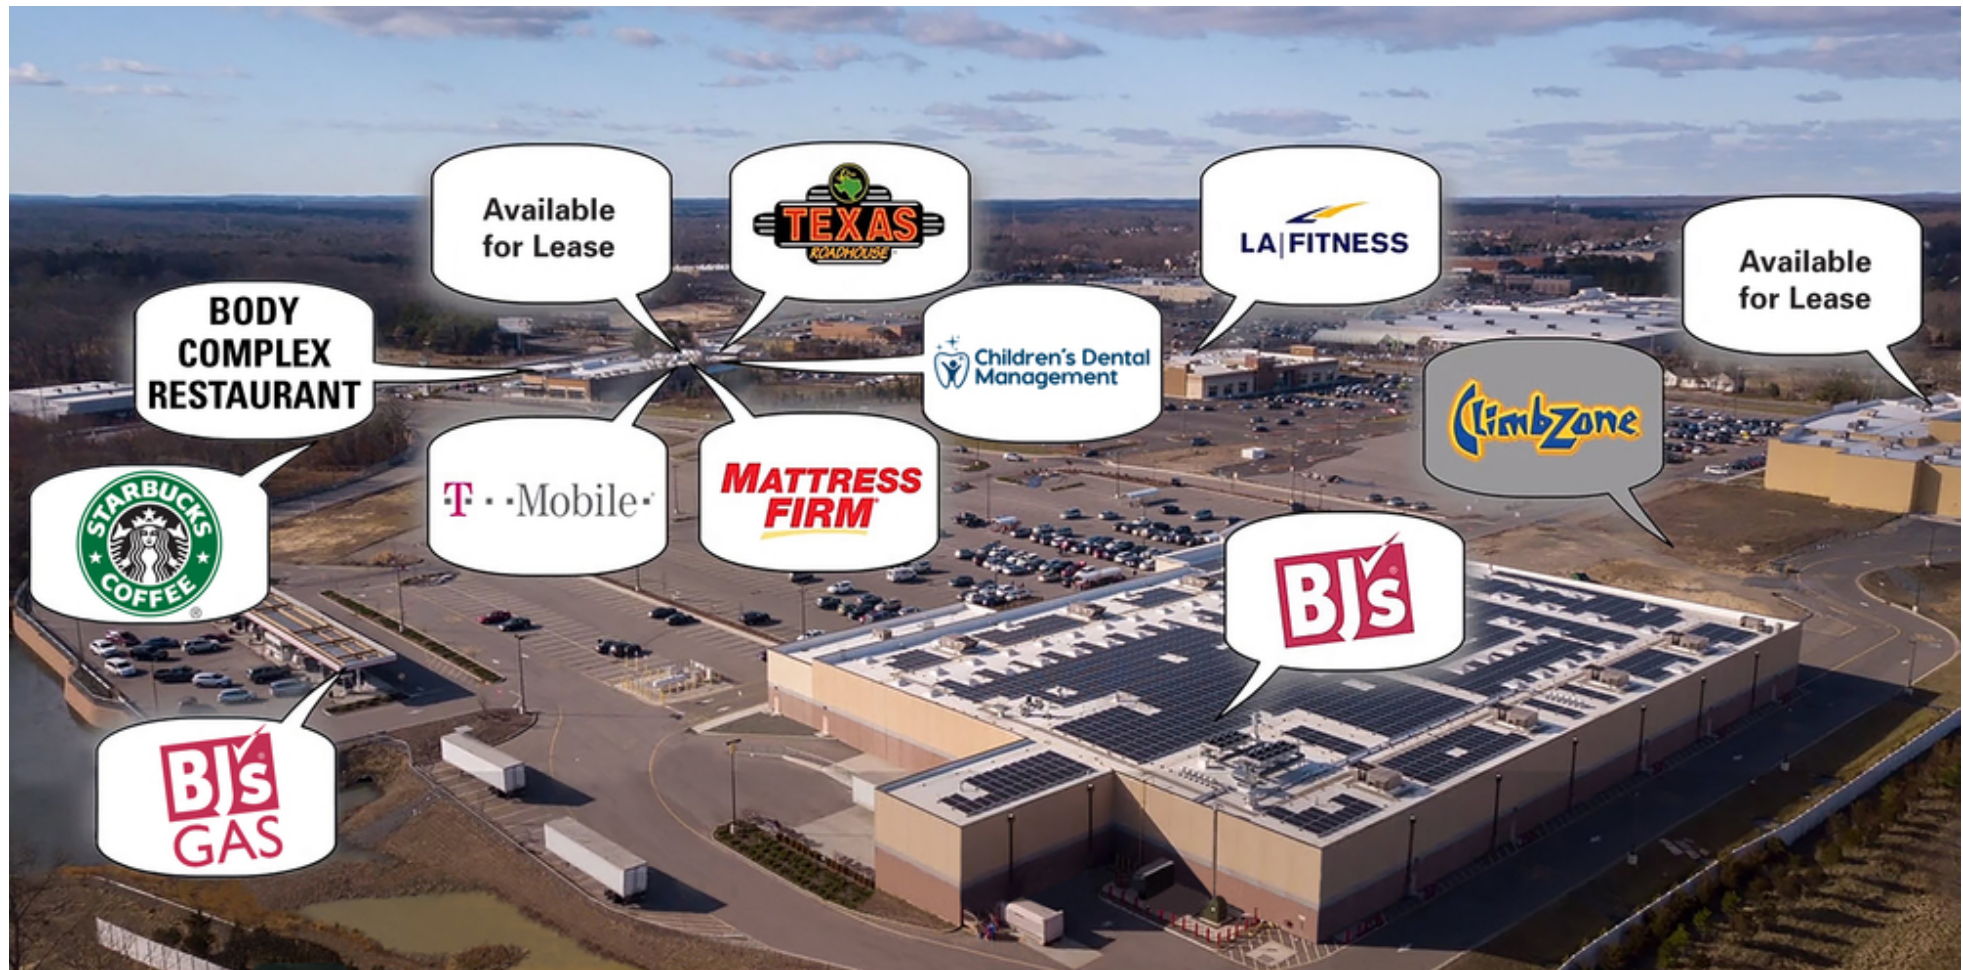 Available
for Lease
TEXAS
ROADHOUSE
LA|FITNESS
Available
for Lease
BODY
COMPLEX
RESTAURANT
Children's Dental
Management
ClimbZone
STARBUCKS
COFFEE
®
T··Mobile·
MATTRESS
FIRM
BJ's
BJ's
GAS